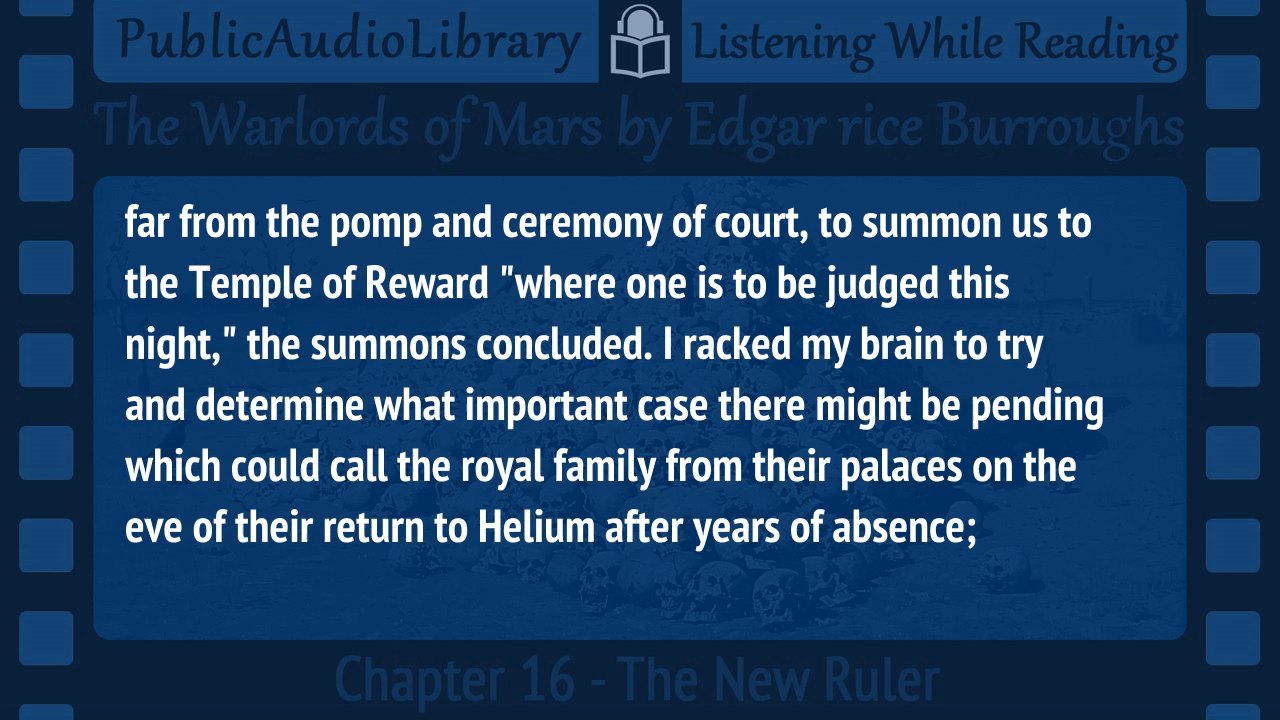 PublicAudioLibrary Listening While Reading
The Warlords of Mars by Edgar rice Burroughs
far from the pomp and ceremony of court, to summon us to
the Temple of Reward "where one is to be judged this
night," the summons concluded. I racked my brain to try
and determine what important case there might be pending
which could call the royal family from their palaces on the
eve of their return to Helium after years of absence;
Chapter 16 - The New Ruler